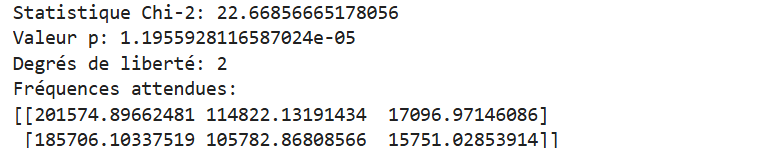 Statistique Chi-2: 22.66856665178056
Valeur p: 1.1955928116587024e-05
Degrés de liberté: 2
Fréquences attendues:
[[201574.89662481 114822.13191434  17096.97146086]
 [185706.10337519 105782.86808566  15751.02853914]]